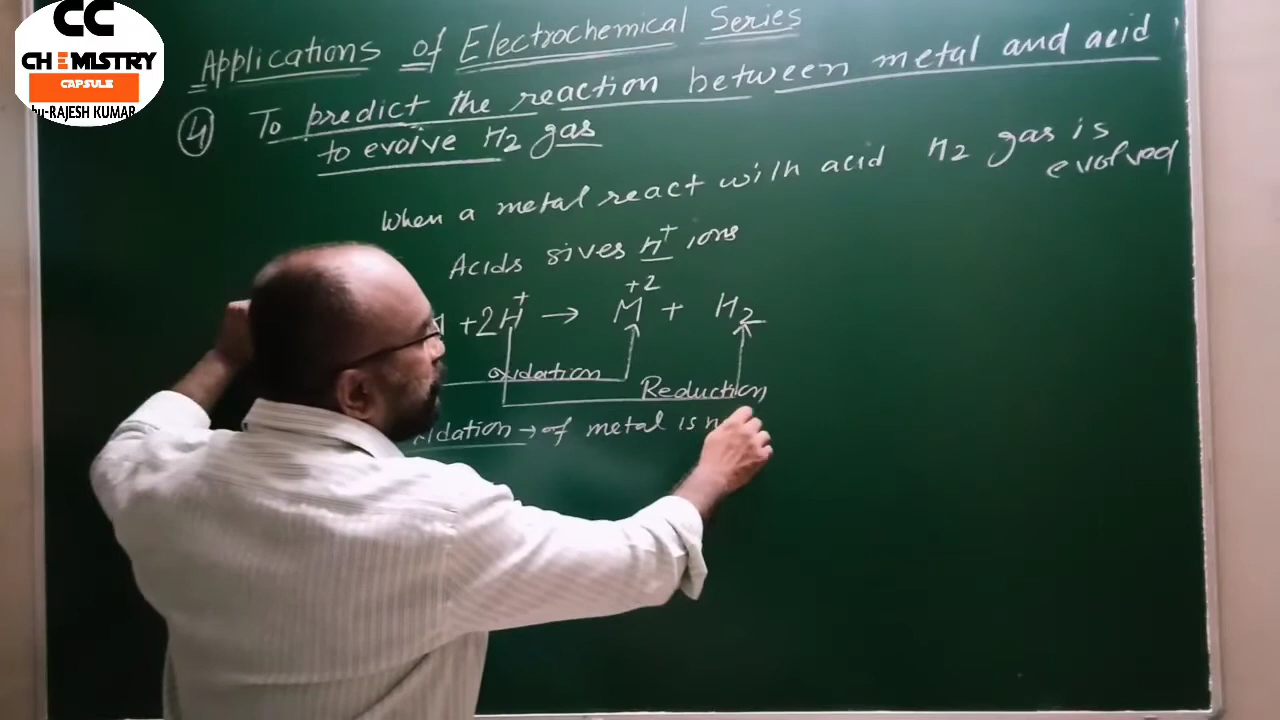 CC
CHEMISTRY
CAPSULE
by-RAJESH KUMAR
Applications of Electrochemical Series
4 To predict the reaction between metal and acid
to evolve H2 gas
When a metal react with acid H2 gas is
evolved
Acids gives H+ ions
M + 2H+ → M+2 + H2
oxidation
Reduction
idation → of metal is